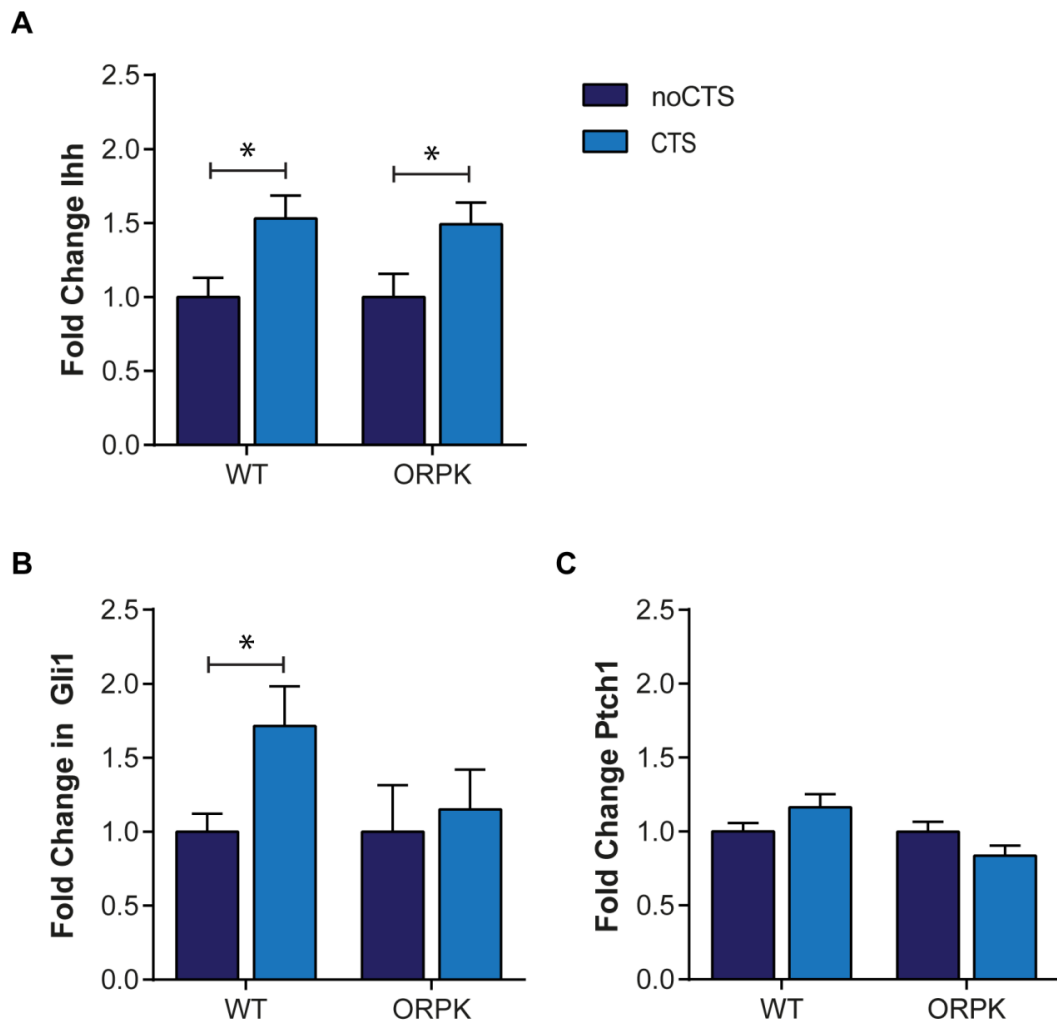 A
Fold Change Ihh
2.5
2.0
1.5
1.0
0.5
0.0
*
*
WT
ORPK
noCTS
CTS
B
Fold Change in Gli1
2.5
2.0
1.5
1.0
0.5
0.0
*
WT
ORPK
C
Fold Change Ptch1
2.5
2.0
1.5
1.0
0.5
0.0
WT
ORPK